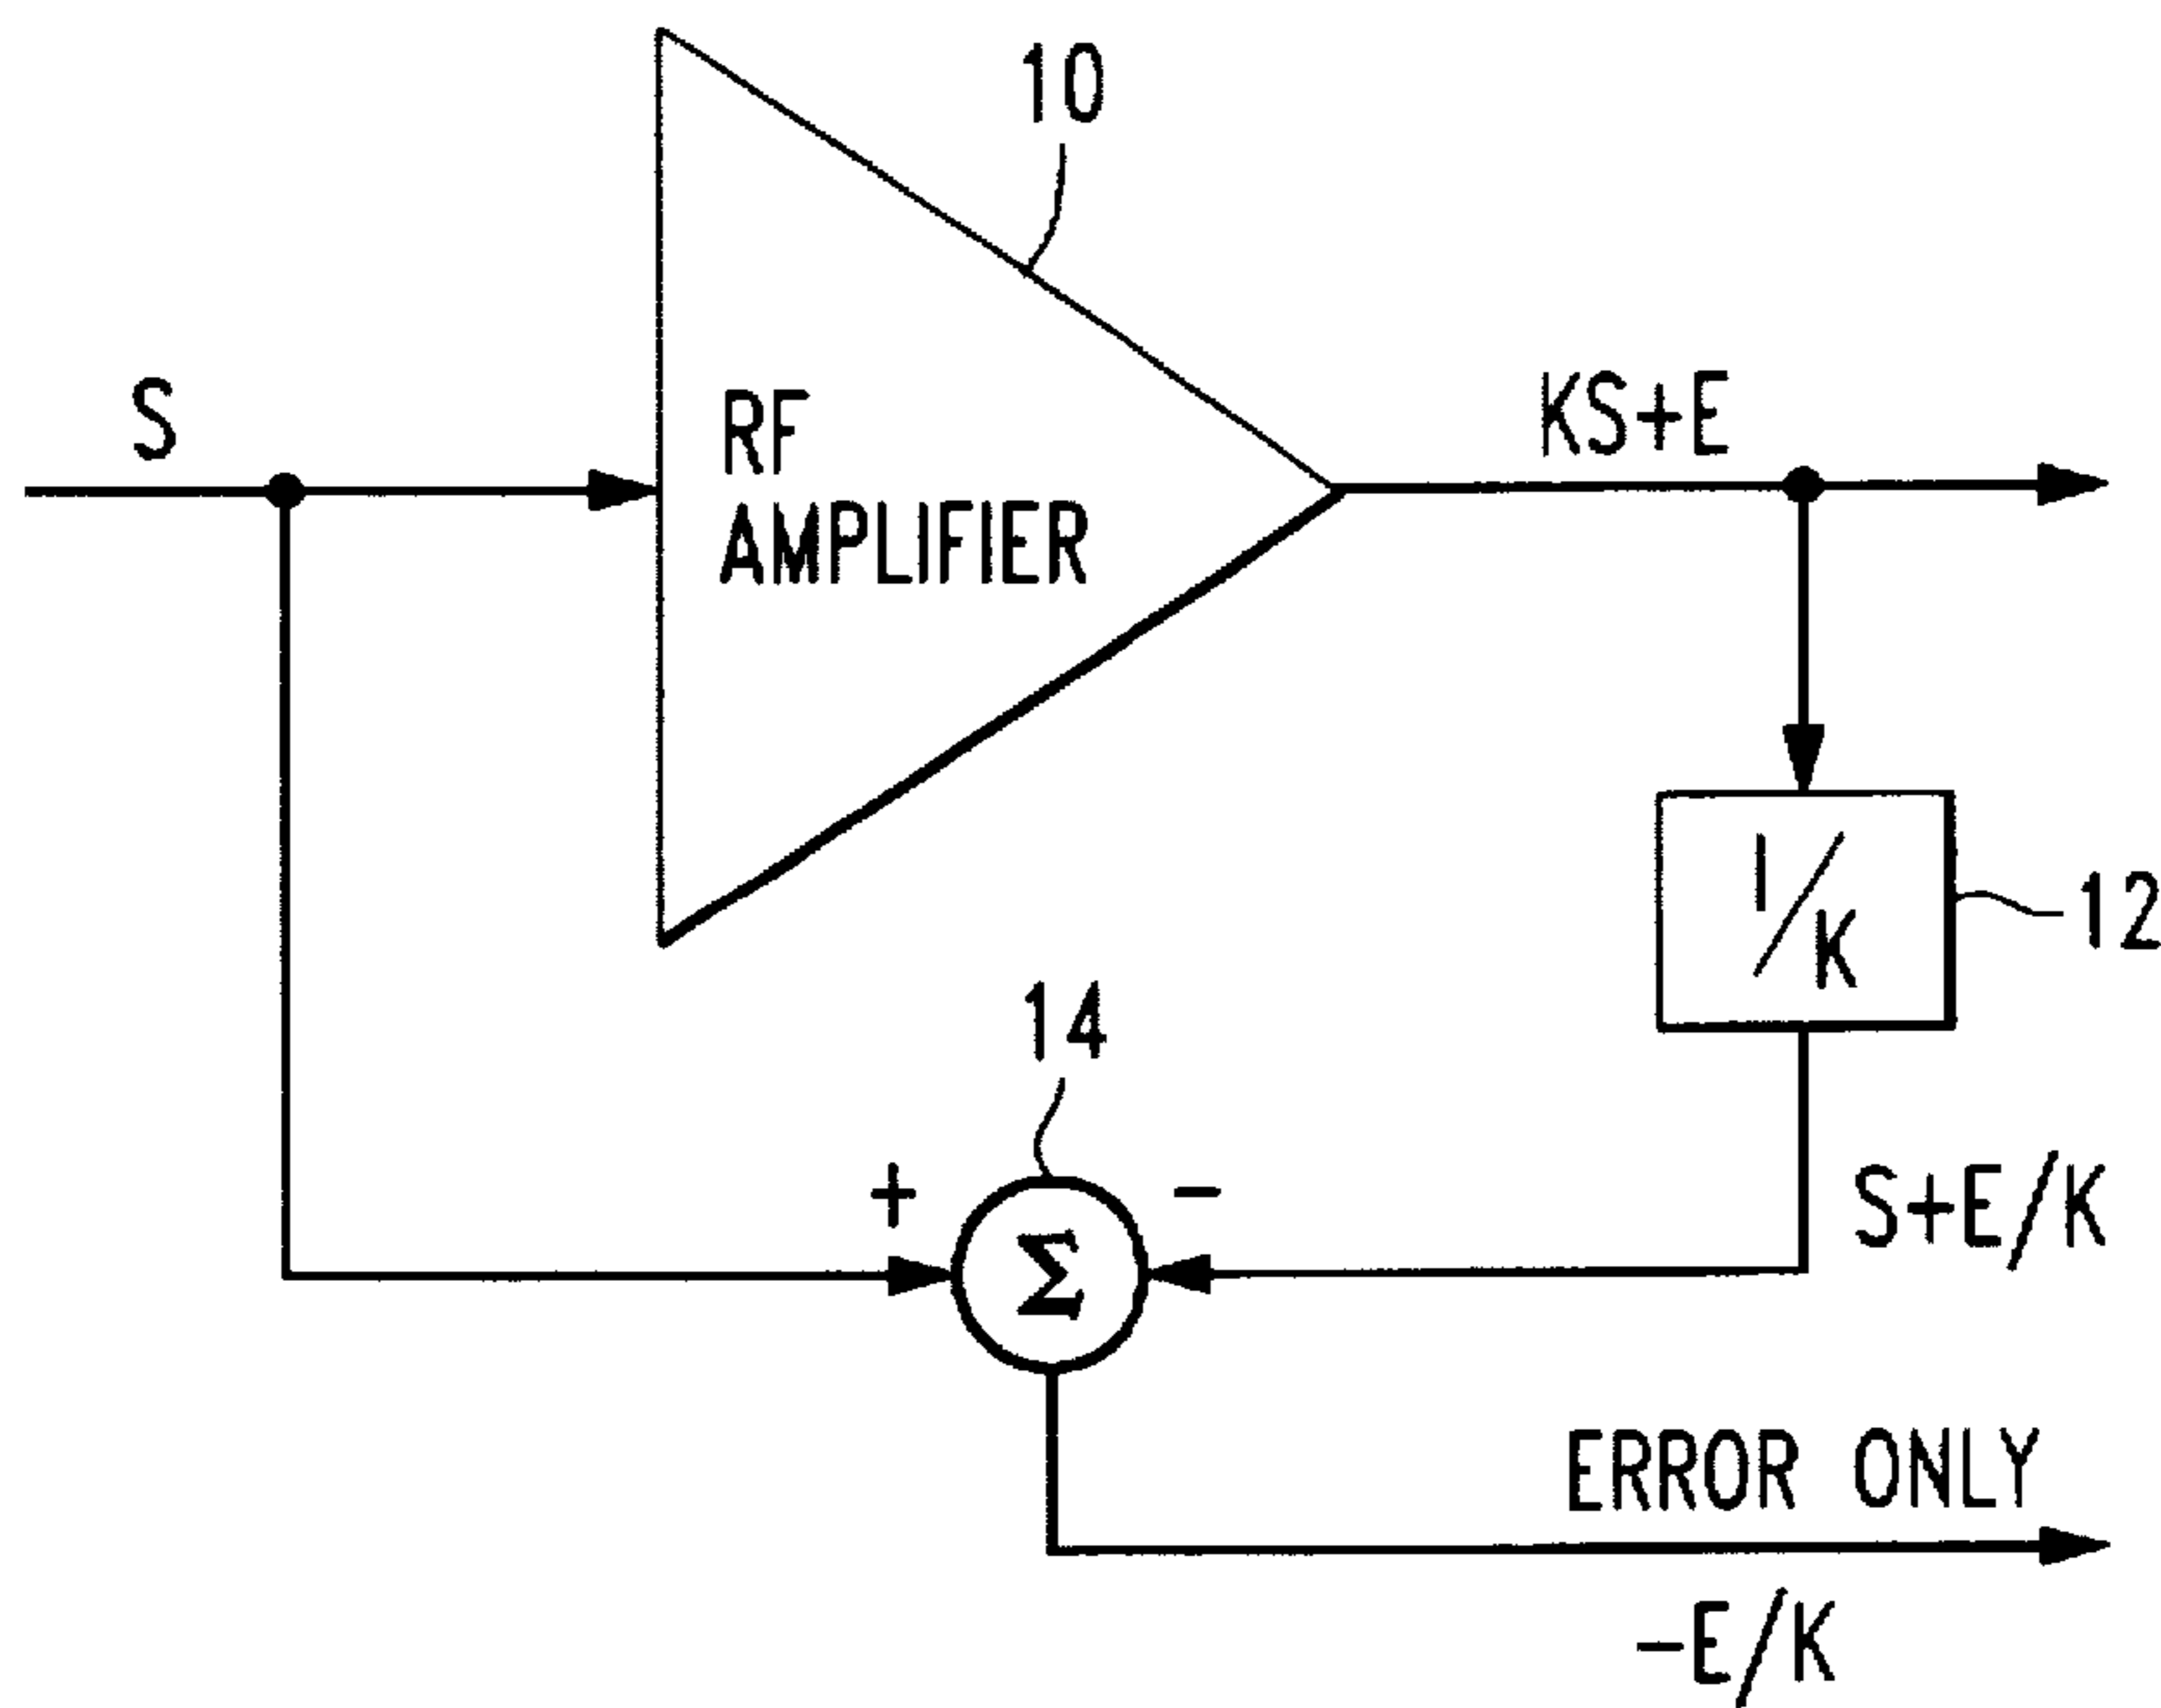 10
S
RF
AMPLIFIER
KS+E
1/K
12
14
+
-
Σ
S+E/K
ERROR ONLY
-E/K